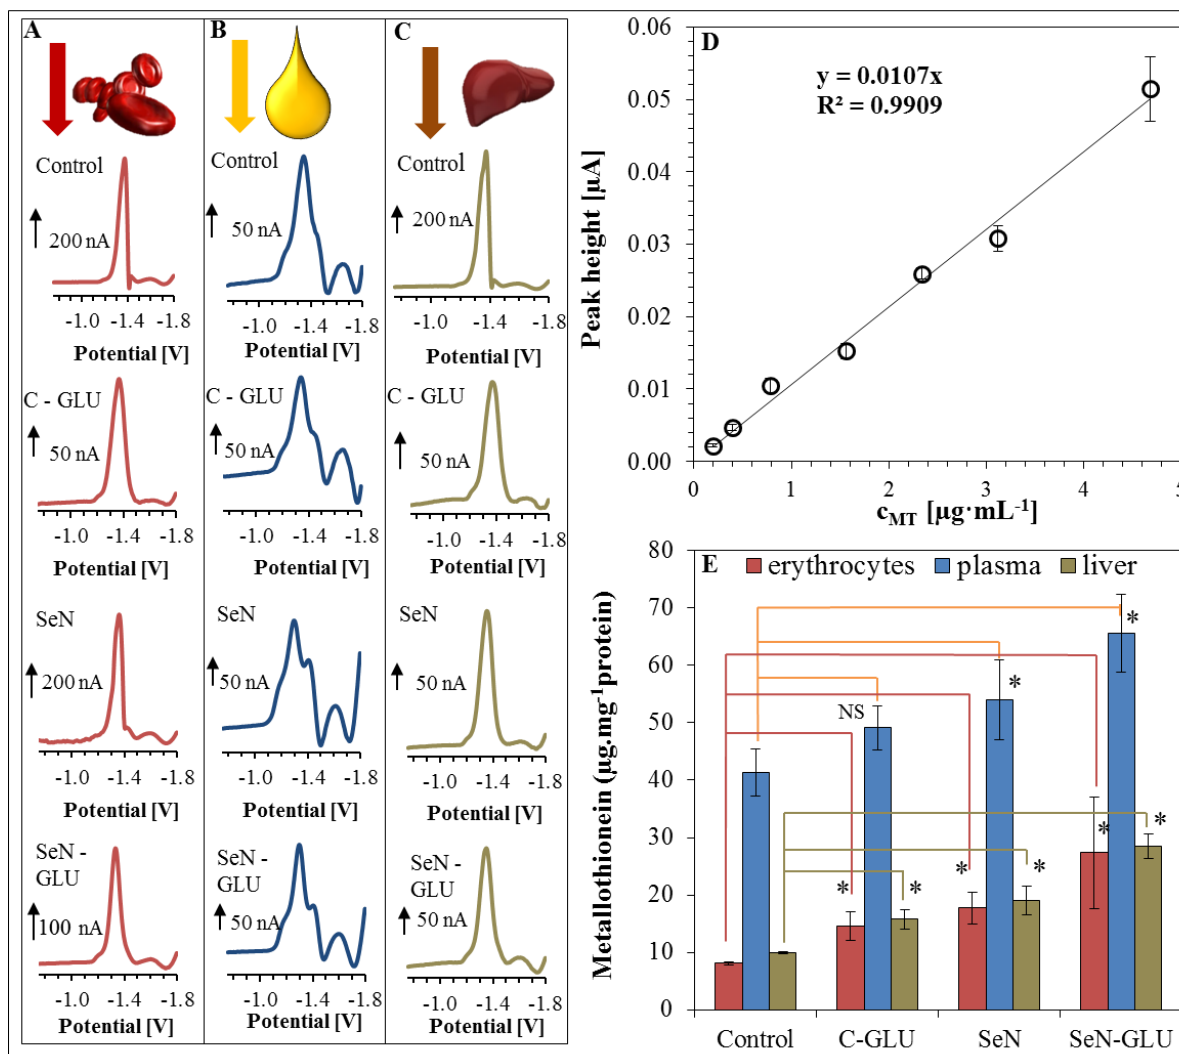 A
Control
200 nA
-1.0 -1.4 -1.8
Potential [V]
C - GLU
50 nA
-1.0 -1.4 -1.8
Potential [V]
SeN
200 nA
-1.0 -1.4 -1.8
Potential [V]
SeN -
GLU
100 nA
-1.0 -1.4 -1.8
Potential [V]
B
Control
50 nA
-1.0 -1.4 -1.8
Potential [V]
C - GLU
50 nA
-1.0 -1.4 -1.8
Potential [V]
SeN
50 nA
-1.0 -1.4 -1.8
Potential [V]
SeN -
GLU
50 nA
-1.0 -1.4 -1.8
Potential [V]
C
Control
200 nA
-1.0 -1.4 -1.8
Potential [V]
C - GLU
50 nA
-1.0 -1.4 -1.8
Potential [V]
SeN
50 nA
-1.0 -1.4 -1.8
Potential [V]
SeN -
GLU
50 nA
-1.0 -1.4 -1.8
Potential [V]
D
y = 0.0107x
R² = 0.9909
Peak height [µA]
0.06
0.05
0.04
0.03
0.02
0.01
0.00
0 1 2 3 4 5
cMT [µg·mL-1]
E
erythrocytes plasma liver
Metallothionein (µg.mg-1protein)
80
70
60
50
40
30
20
10
0
NS
* * * * * * * *
Control C-GLU SeN SeN-GLU